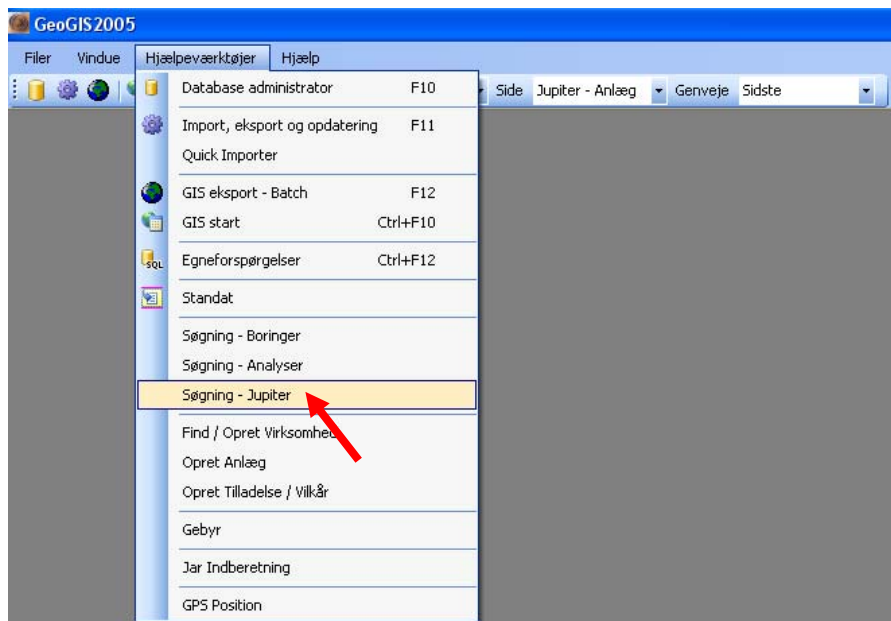 GeoGIS2005
Filer Vindue Hjælpeværktøjer Hjælp
Side Jupiter - Anlæg Genveje Sidste
Database administrator F10
Import, eksport og opdatering F11
Quick Importer
GIS eksport - Batch F12
GIS start Ctrl+F10
SQL Egneforspørgelser Ctrl+F12
Standat
Søgning - Boringer
Søgning - Analyser
Søgning - Jupiter
Find / Opret Virksomhed
Opret Anlæg
Opret Tilladelse / Vilkår
Gebyr
Jar Indberetning
GPS Position